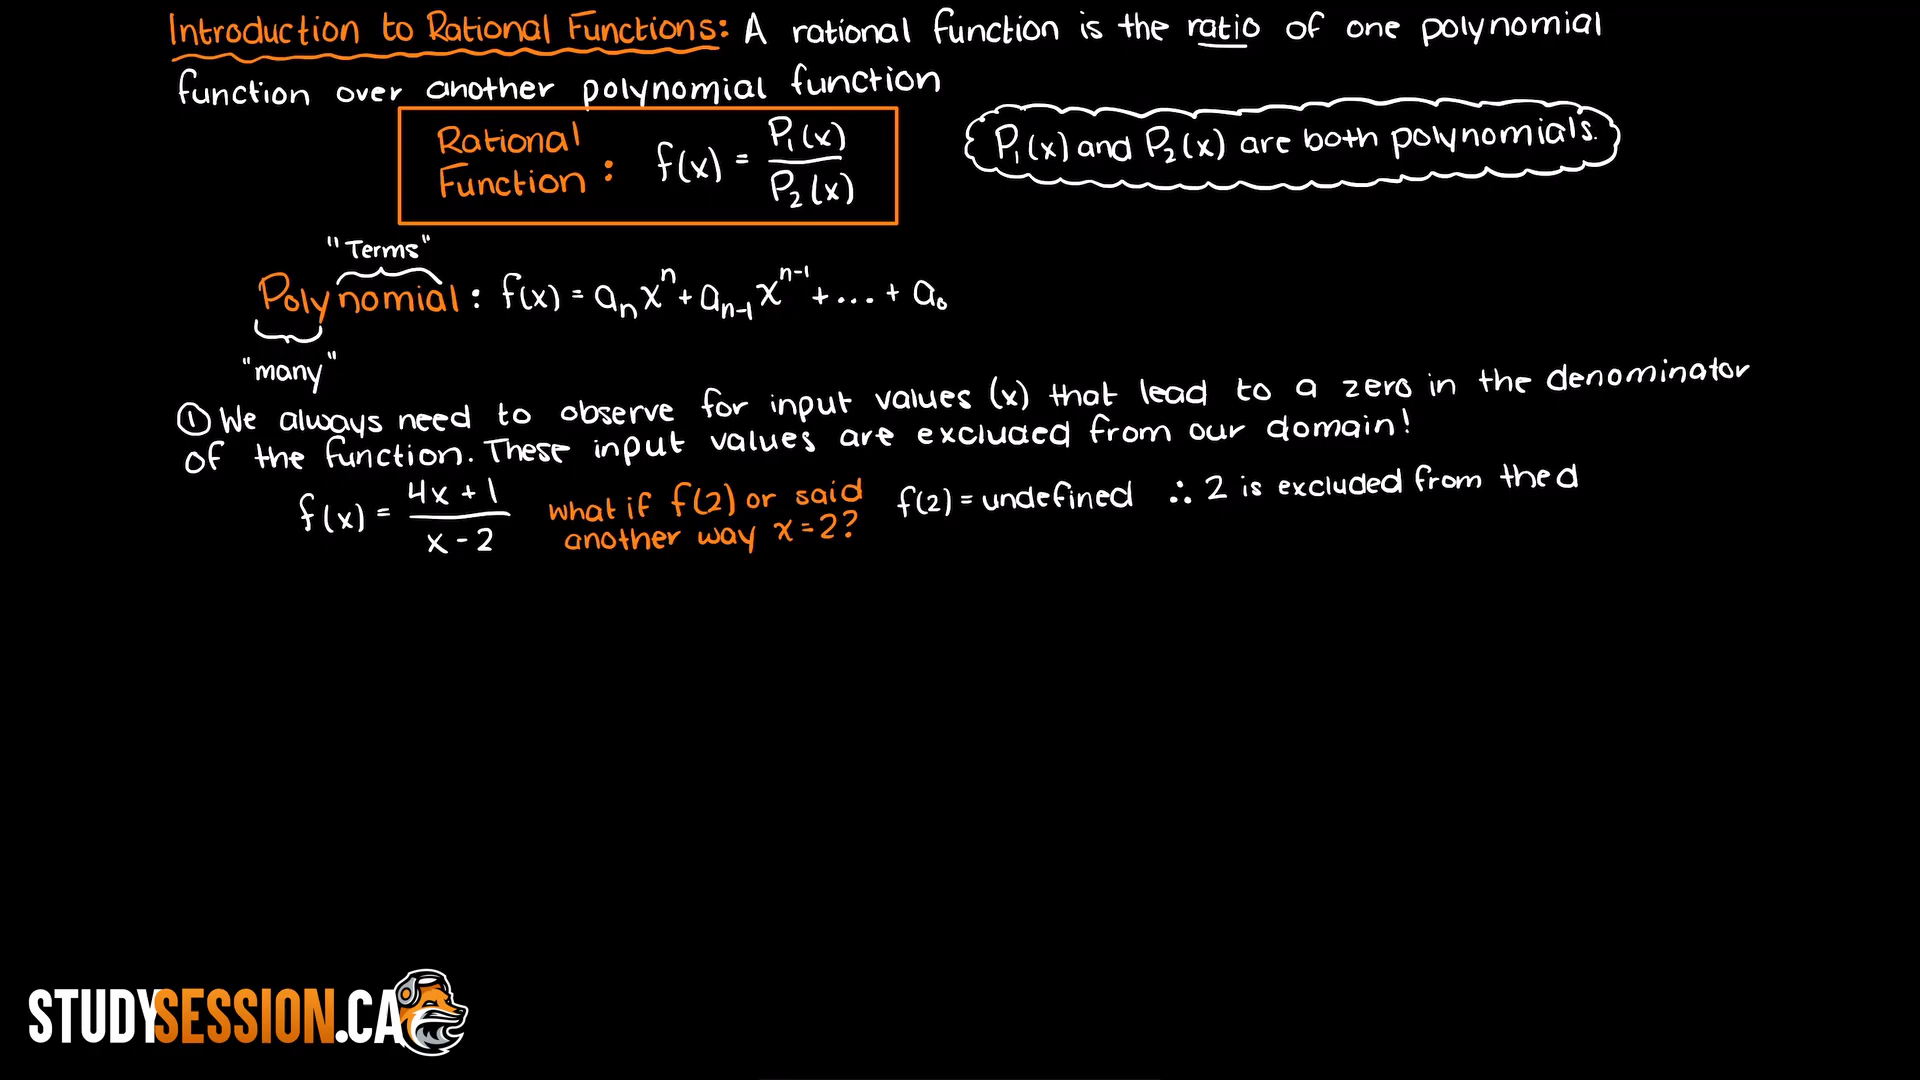 Introduction to Rational Functions: A rational function is the ratio of one polynomial
function over another polynomial function
Rational Function: f(x) = P₁(x) / P₂(x)
P₁(x) and P₂(x) are both polynomials.
"Terms"
Polynomial: f(x) = aₙxⁿ + aₙ₋₁xⁿ⁻¹ + ... + a₀
"many"
① We always need to observe for input values (x) that lead to a zero in the denominator
of the function. These input values are excluded from our domain!
f(x) = 4x + 1 / x - 2
what if f(2) or said
another way x = 2?
f(2) = undefined ∴ 2 is excluded from the d
STUDYSESSION.CA